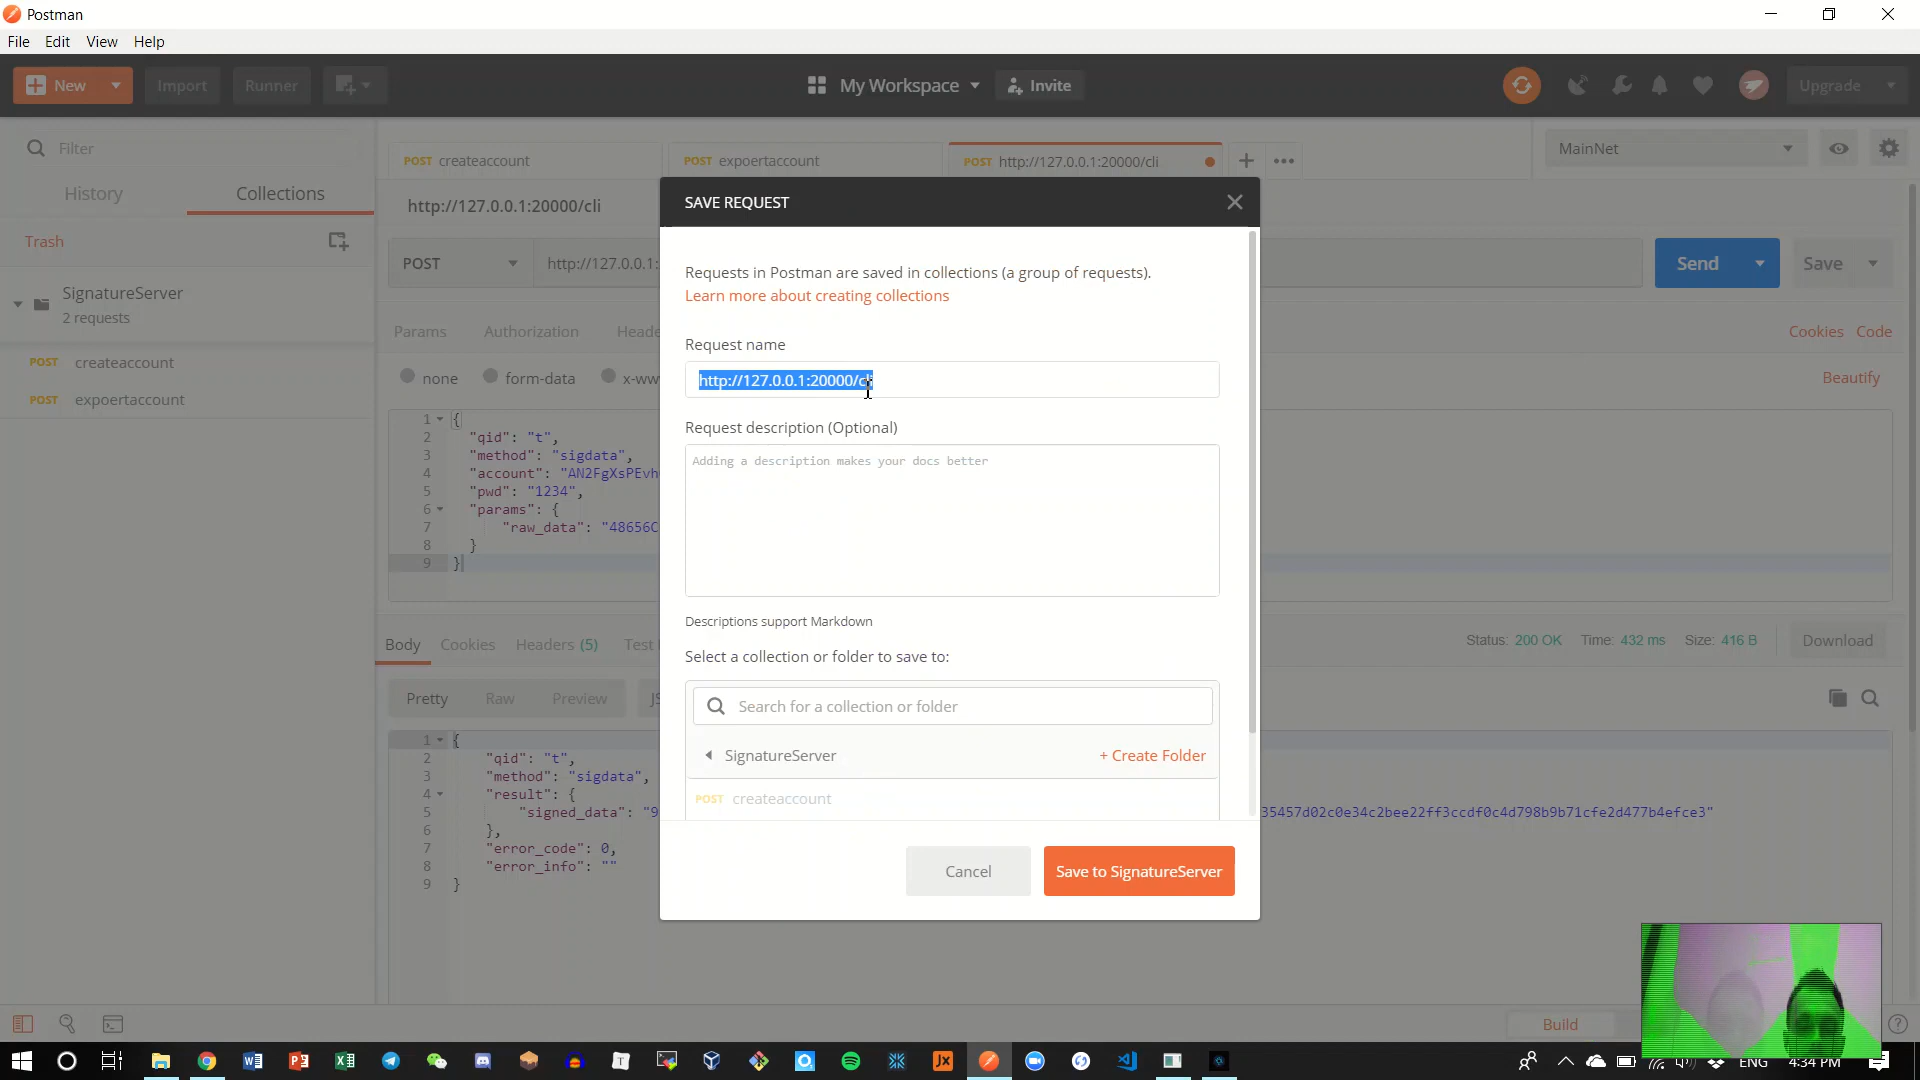 Postman
File Edit View Help
New Import Runner My Workspace Invite Upgrade
Filter
History Collections
Trash
SignatureServer
2 requests
POST createaccount
POST expoertaccount
POST createaccount POST expoertaccount POST http://127.0.0.1:20000/cli
MainNet
http://127.0.0.1:20000/cli
POST http://127.0.0.1: Send Save
Params Authorization Heade Cookies Code
none form-data x-ww Beautify
1 {
2 "qid": "t",
3 "method": "sigdata",
4 "account": "AN2FgXsPEvh
5 "pwd": "1234",
6 "params": {
7 "raw_data": "48656C
8 }
9 }
Body Cookies Headers (5) Test Status: 200 OK Time: 432 ms Size: 416 B Download
Pretty Raw Preview JS
1 {
2 "qid": "t",
3 "method": "sigdata",
4 "result": {
5 "signed_data": "9 35457d02c0e34c2bee22ff3ccdf0c4d798b9b71cfe2d477b4efce3"
6 },
7 "error_code": 0,
8 "error_info": ""
9 }
SAVE REQUEST
Requests in Postman are saved in collections (a group of requests).
Learn more about creating collections
Request name
http://127.0.0.1:20000/cli
Request description (Optional)
Adding a description makes your docs better
Descriptions support Markdown
Select a collection or folder to save to:
Search for a collection or folder
SignatureServer + Create Folder
POST createaccount
Cancel Save to SignatureServer
Build
ENG 4:34 PM